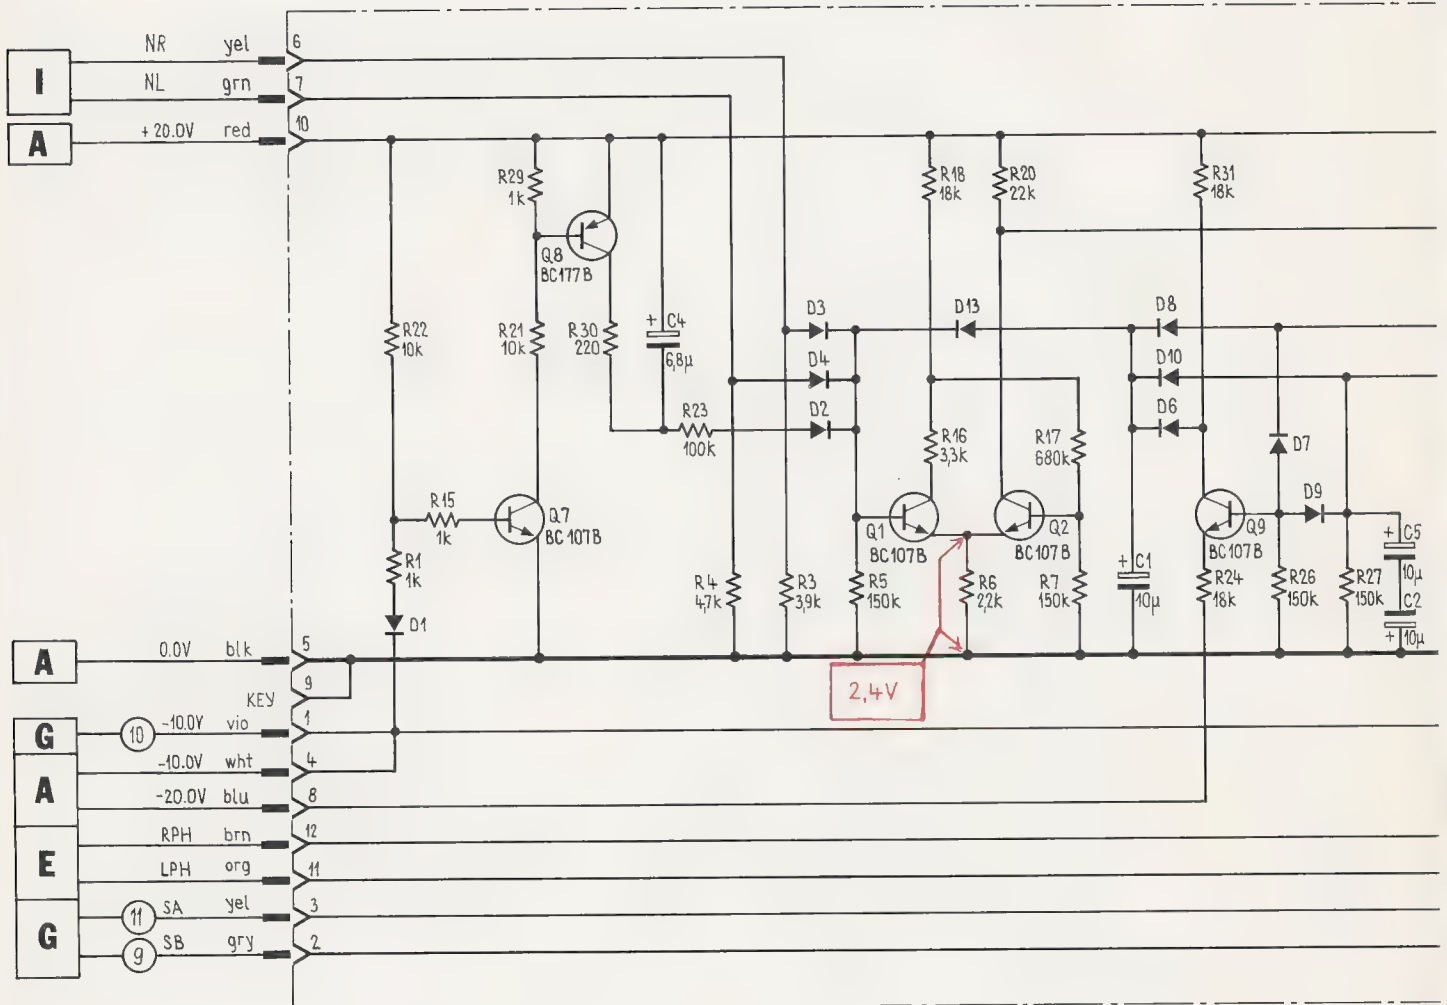 I
NR yel 6
NL grn 7
A
+20.0V red 10
R29
1k
R18
18k
R20
22k
R31
18k
Q8
BC177B
R22
10k
R21
10k
R30
220
+ C4
6,8µ
D3
D13
D8
D4
D10
R23
100k
D2
R16
3,3k
R17
680k
D6
D7
R15
1k
Q7
BC107B
Q1
BC107B
Q2
BC107B
Q9
BC107B
D9
R1
1k
D1
R4
4,7k
R3
3,9k
R5
150k
R6
2,2k
R7
150k
+ C1
10µ
R24
18k
R26
150k
R27
150k
+ C5
10µ
C2
+ 10µ
2,4V
A
0.0V blk 5
KEY 9
G
10 -10.0V vio 1
A
-10.0V wht 4
-20.0V blu 8
E
RPH brn 12
LPH org 11
G
11 SA yel 3
9 SB gry 2